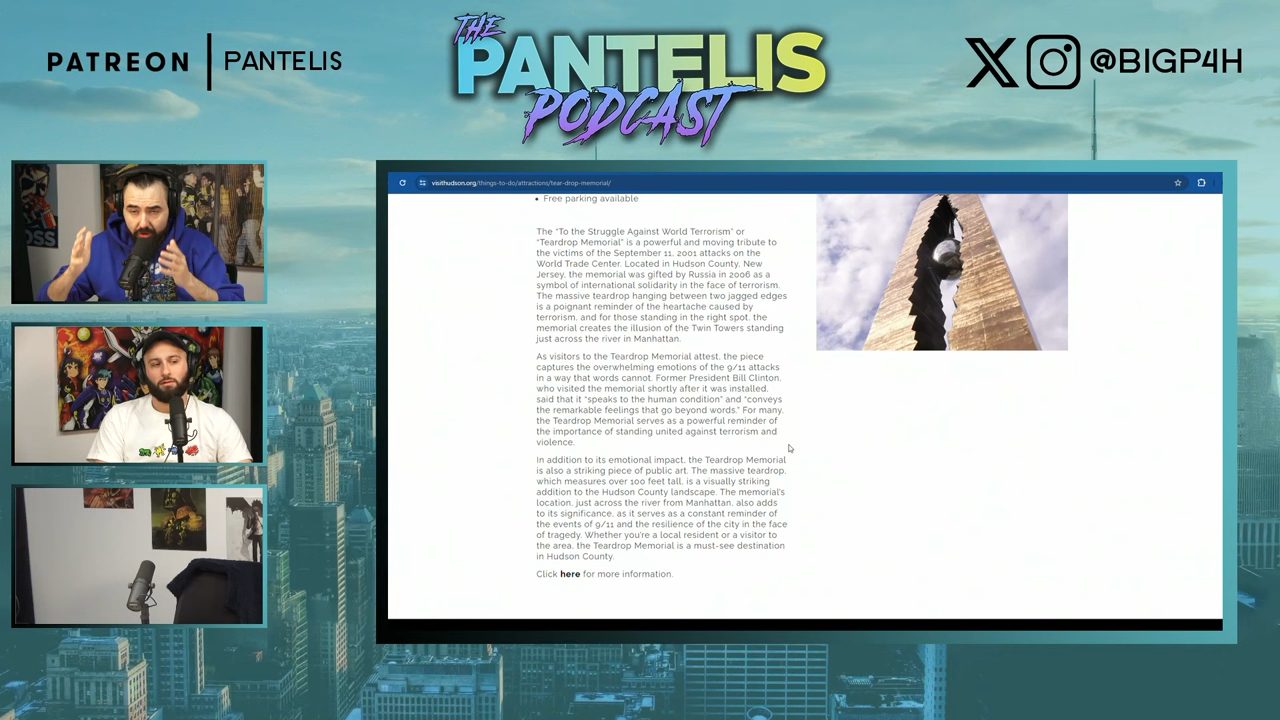 PATREON | PANTELIS
THE
PANTELIS
PODCAST
@BIGP4H
OSS
visithudson.org/things-to-do/attractions/tear-drop-memorial/
• Free parking available
The “To the Struggle Against World Terrorism” or
“Teardrop Memorial” is a powerful and moving tribute to
the victims of the September 11, 2001 attacks on the
World Trade Center. Located in Hudson County, New
Jersey, the memorial was gifted by Russia in 2006 as a
symbol of international solidarity in the face of terrorism.
The massive teardrop hanging between two jagged edges
is a poignant reminder of the heartache caused by
terrorism, and for those standing in the right spot, the
memorial creates the illusion of the Twin Towers standing
just across the river in Manhattan.
As visitors to the Teardrop Memorial attest, the piece
captures the overwhelming emotions of the 9/11 attacks
in a way that words cannot. Former President Bill Clinton,
who visited the memorial shortly after it was installed,
said that it “speaks to the human condition” and “conveys
the remarkable feelings that go beyond words.” For many,
the Teardrop Memorial serves as a powerful reminder of
the importance of standing united against terrorism and
violence.
In addition to its emotional impact, the Teardrop Memorial
is also a striking piece of public art. The massive teardrop,
which measures over 100 feet tall, is a visually striking
addition to the Hudson County landscape. The memorial's
location, just across the river from Manhattan, also adds
to its significance, as it serves as a constant reminder of
the events of 9/11 and the resilience of the city in the face
of tragedy. Whether you're a local resident or a visitor to
the area, the Teardrop Memorial is a must-see destination
in Hudson County.
Click here for more information.